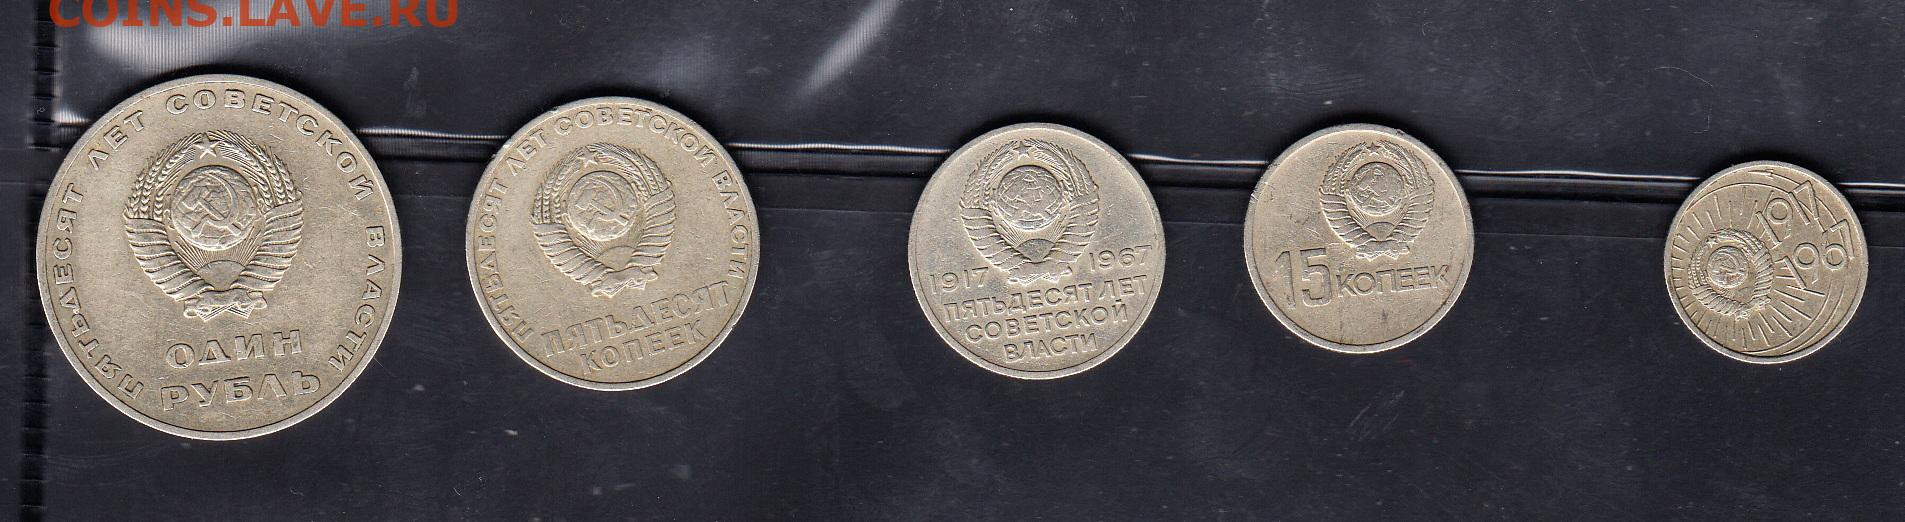 COINS.LAVE.RU
ПЯТЬДЕСЯТ ЛЕТ СОВЕТСКОЙ ВЛАСТИ
ОДИН
РУБЛЬ
ПЯТЬДЕСЯТ ЛЕТ СОВЕТСКОЙ ВЛАСТИ
ПЯТЬДЕСЯТ
КОПЕЕК
1917 1967
ПЯТЬДЕСЯТ ЛЕТ
СОВЕТСКОЙ
ВЛАСТИ
15 КОПЕЕК
1917
1967